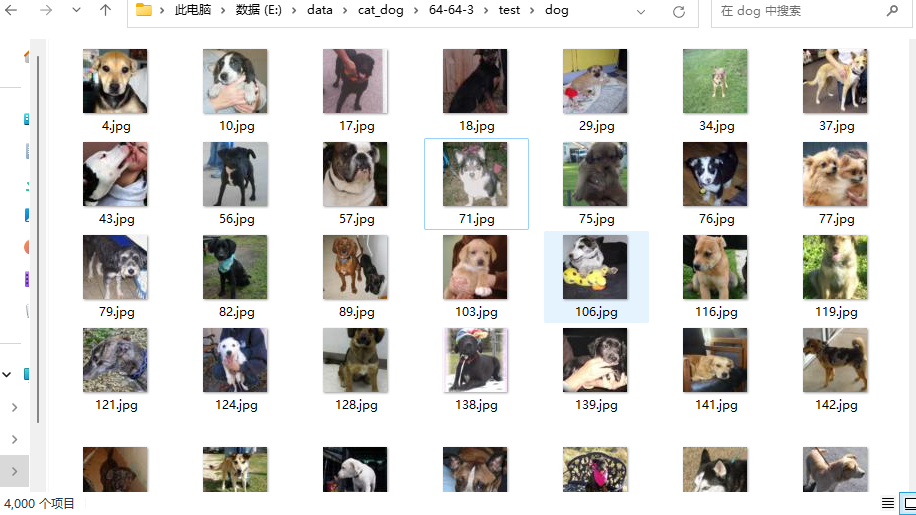 此电脑 > 数据 (E:) > data > cat_dog > 64-64-3 > test > dog
在 dog 中搜索
4.jpg 10.jpg 17.jpg 18.jpg 29.jpg 34.jpg 37.jpg
43.jpg 56.jpg 57.jpg 71.jpg 75.jpg 76.jpg 77.jpg
79.jpg 82.jpg 89.jpg 103.jpg 106.jpg 116.jpg 119.jpg
121.jpg 124.jpg 128.jpg 138.jpg 139.jpg 141.jpg 142.jpg
4,000 个项目